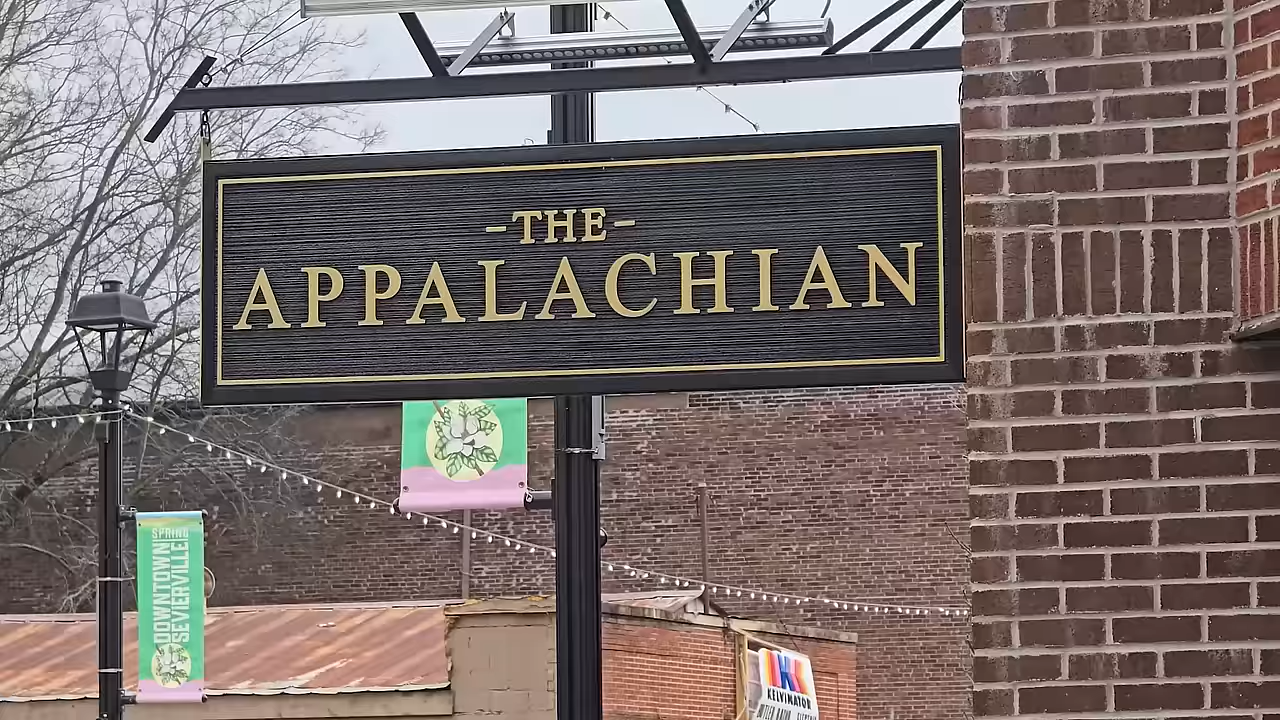 -THE-
APPALACHIAN
SPRING
DOWNTOWN
SEVIERVILLE
KELVINATOR